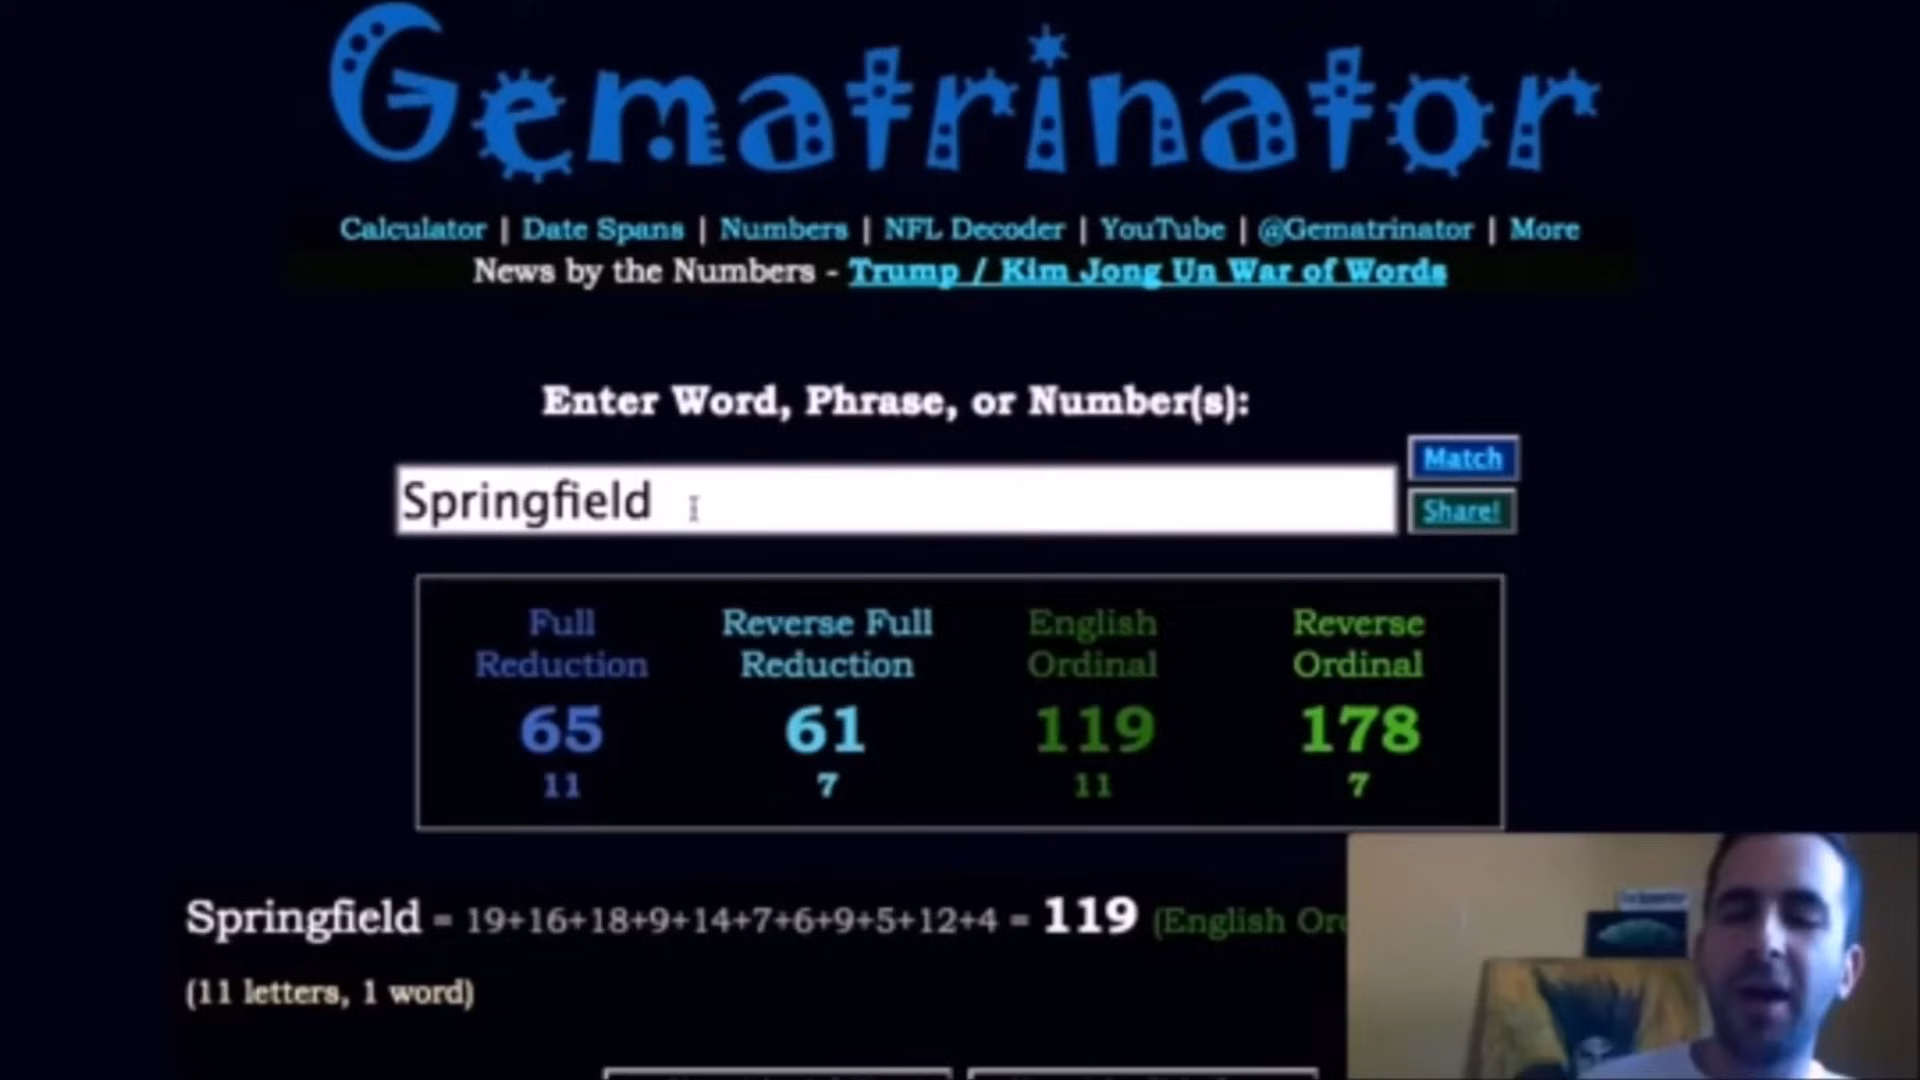 Gematrinator
Calculator | Date Spans | Numbers | NFL Decoder | YouTube | @Gematrinator | More
News by the Numbers - Trump / Kim Jong Un War of Words
Enter Word, Phrase, or Number(s):
Match
Springfield
Share!
Full Reduction
Reverse Full Reduction
English Ordinal
Reverse Ordinal
65 61 119 178
11 7 11 7
Springfield = 19+16+18+9+14+7+6+9+5+12+4 = 119 (English Or
(11 letters, 1 word)